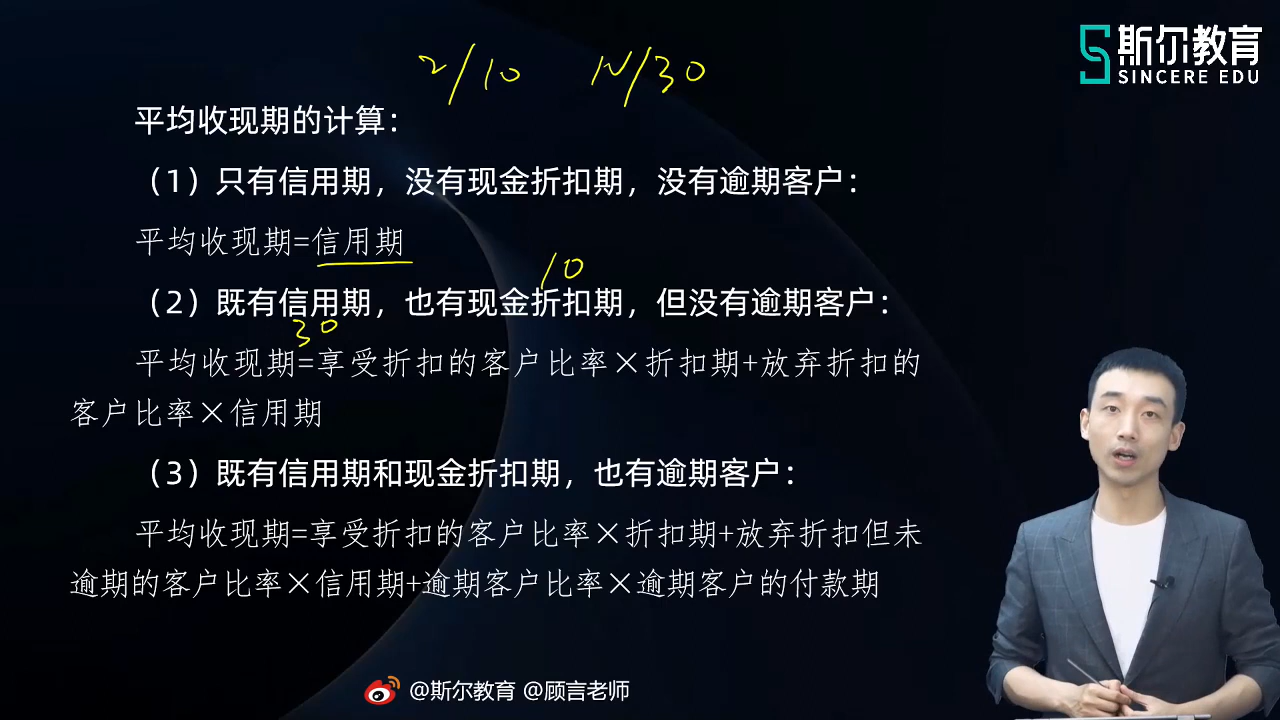 斯尔教育
SINCERE EDU
2/10 N/30
平均收现期的计算：
（1）只有信用期，没有现金折扣期，没有逾期客户：
平均收现期=信用期
10
（2）既有信用期，也有现金折扣期，但没有逾期客户：
30
平均收现期=享受折扣的客户比率×折扣期+放弃折扣的
客户比率×信用期
（3）既有信用期和现金折扣期，也有逾期客户：
平均收现期=享受折扣的客户比率×折扣期+放弃折扣但未
逾期的客户比率×信用期+逾期客户比率×逾期客户的付款期
@斯尔教育 @顾言老师